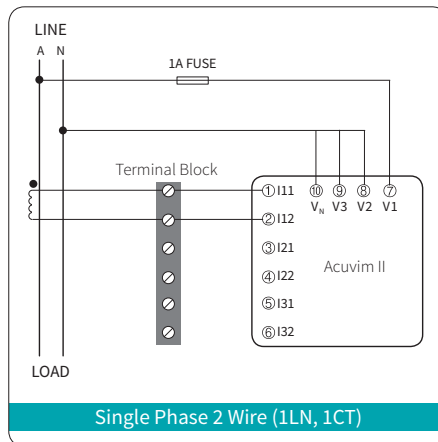 LINE
A N
1A FUSE
Terminal Block
①I11 ⑩ ⑨ ⑧ ⑦
VN V3 V2 V1
②I12
③I21
④I22
Acuvim II
⑤I31
⑥I32
LOAD
Single Phase 2 Wire (1LN, 1CT)